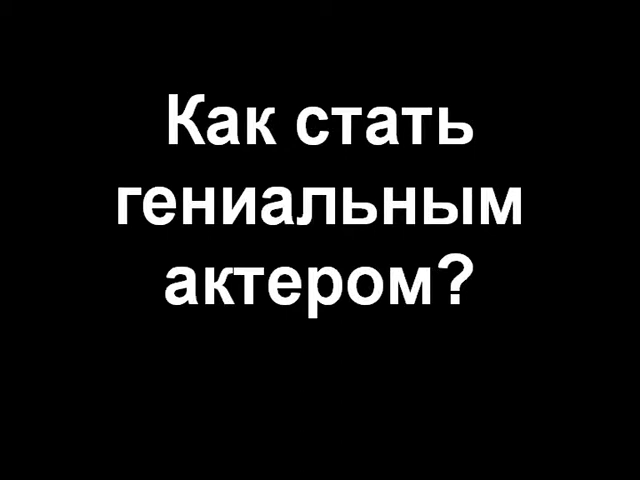 Как стать
гениальным
актером?